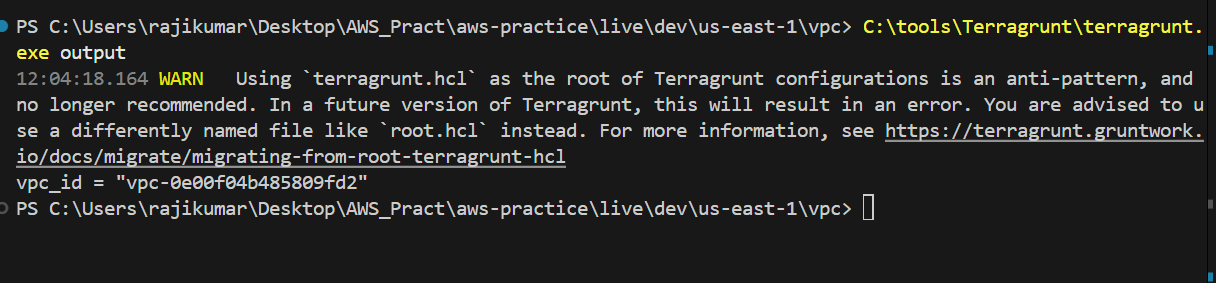 PS C:\Users\rajikumar\Desktop\AWS_Pract\aws-practice\live\dev\us-east-1\vpc> C:\tools\Terragrunt\terragrunt.
exe output
12:04:18.164 WARN   Using `terragrunt.hcl` as the root of Terragrunt configurations is an anti-pattern, and
no longer recommended. In a future version of Terragrunt, this will result in an error. You are advised to u
se a differently named file like `root.hcl` instead. For more information, see https://terragrunt.gruntwork.
io/docs/migrate/migrating-from-root-terragrunt-hcl
vpc_id = "vpc-0e00f04b485809fd2"
PS C:\Users\rajikumar\Desktop\AWS_Pract\aws-practice\live\dev\us-east-1\vpc>